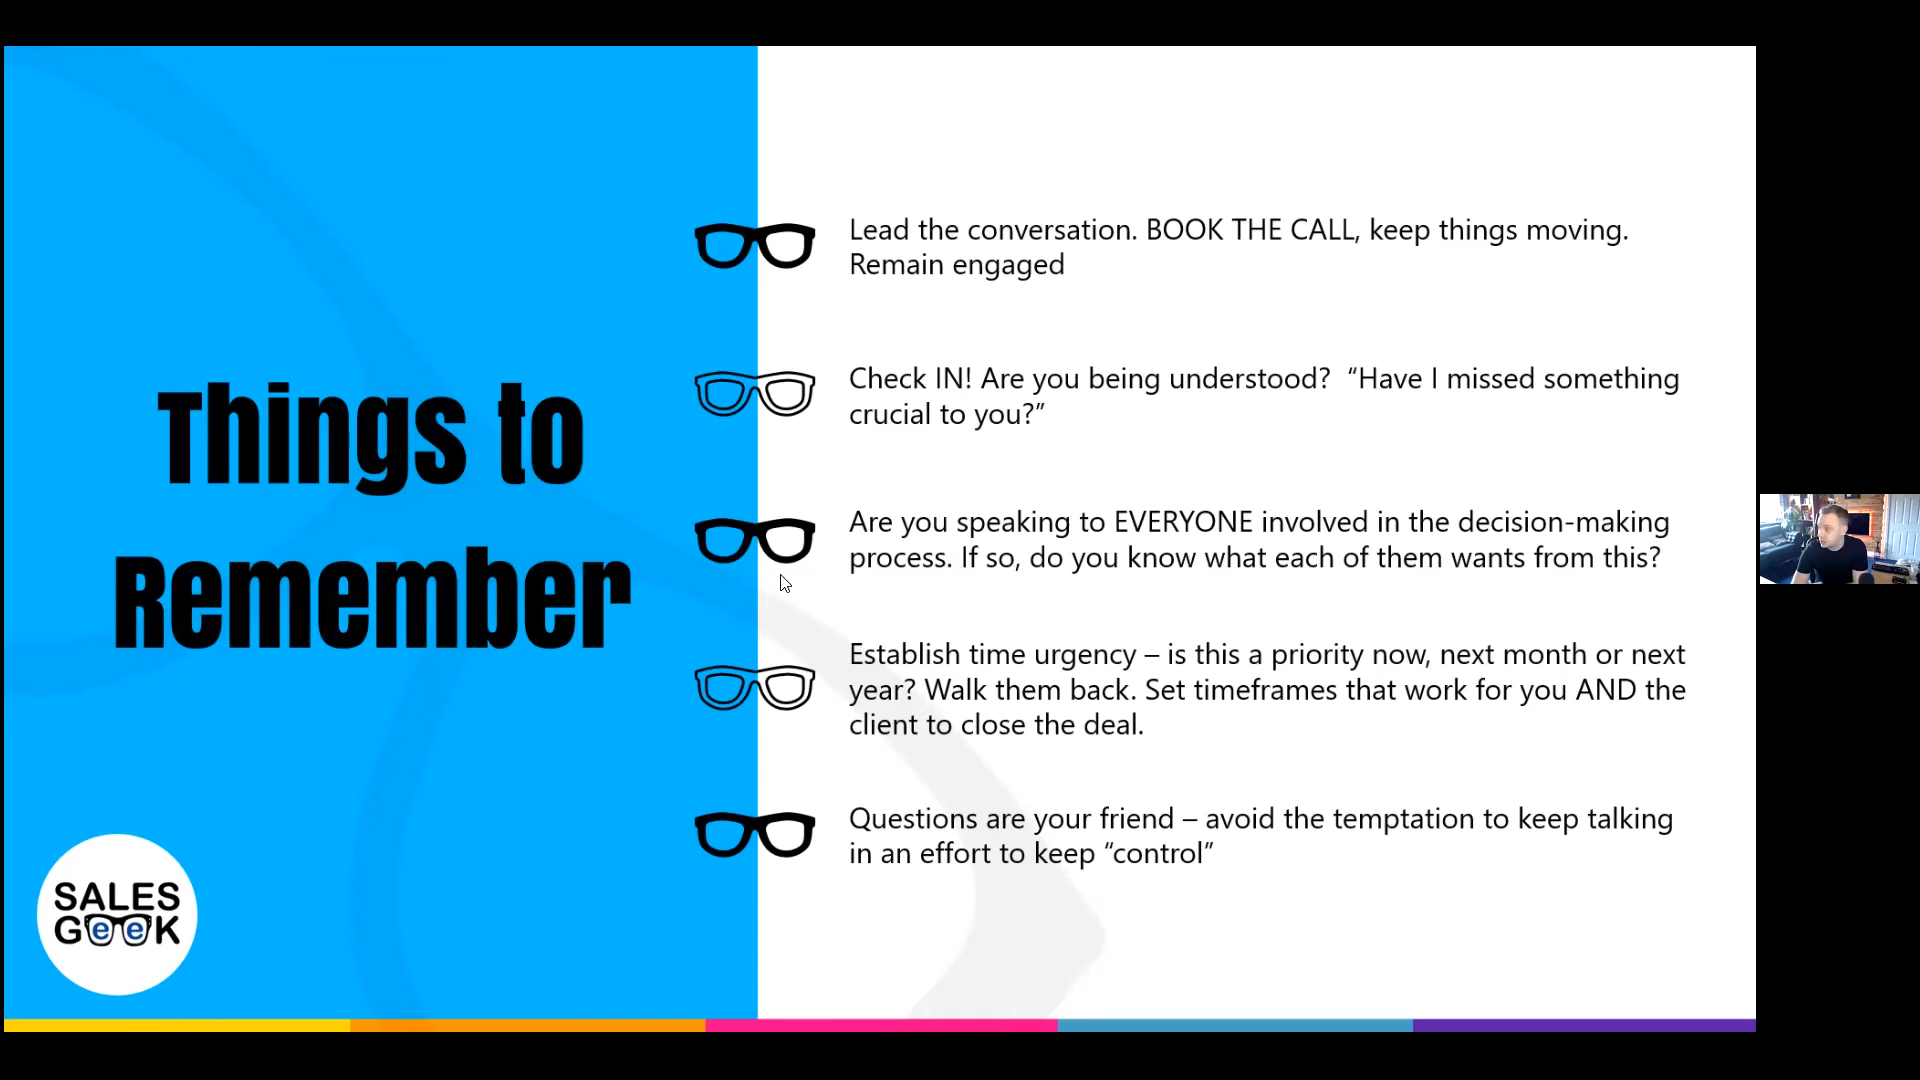 Things to
Remember
Lead the conversation. BOOK THE CALL, keep things moving.
Remain engaged
Check IN! Are you being understood?  “Have I missed something
crucial to you?”
Are you speaking to EVERYONE involved in the decision-making
process. If so, do you know what each of them wants from this?
Establish time urgency – is this a priority now, next month or next
year? Walk them back. Set timeframes that work for you AND the
client to close the deal.
Questions are your friend – avoid the temptation to keep talking
in an effort to keep “control”
SALES
GeeK